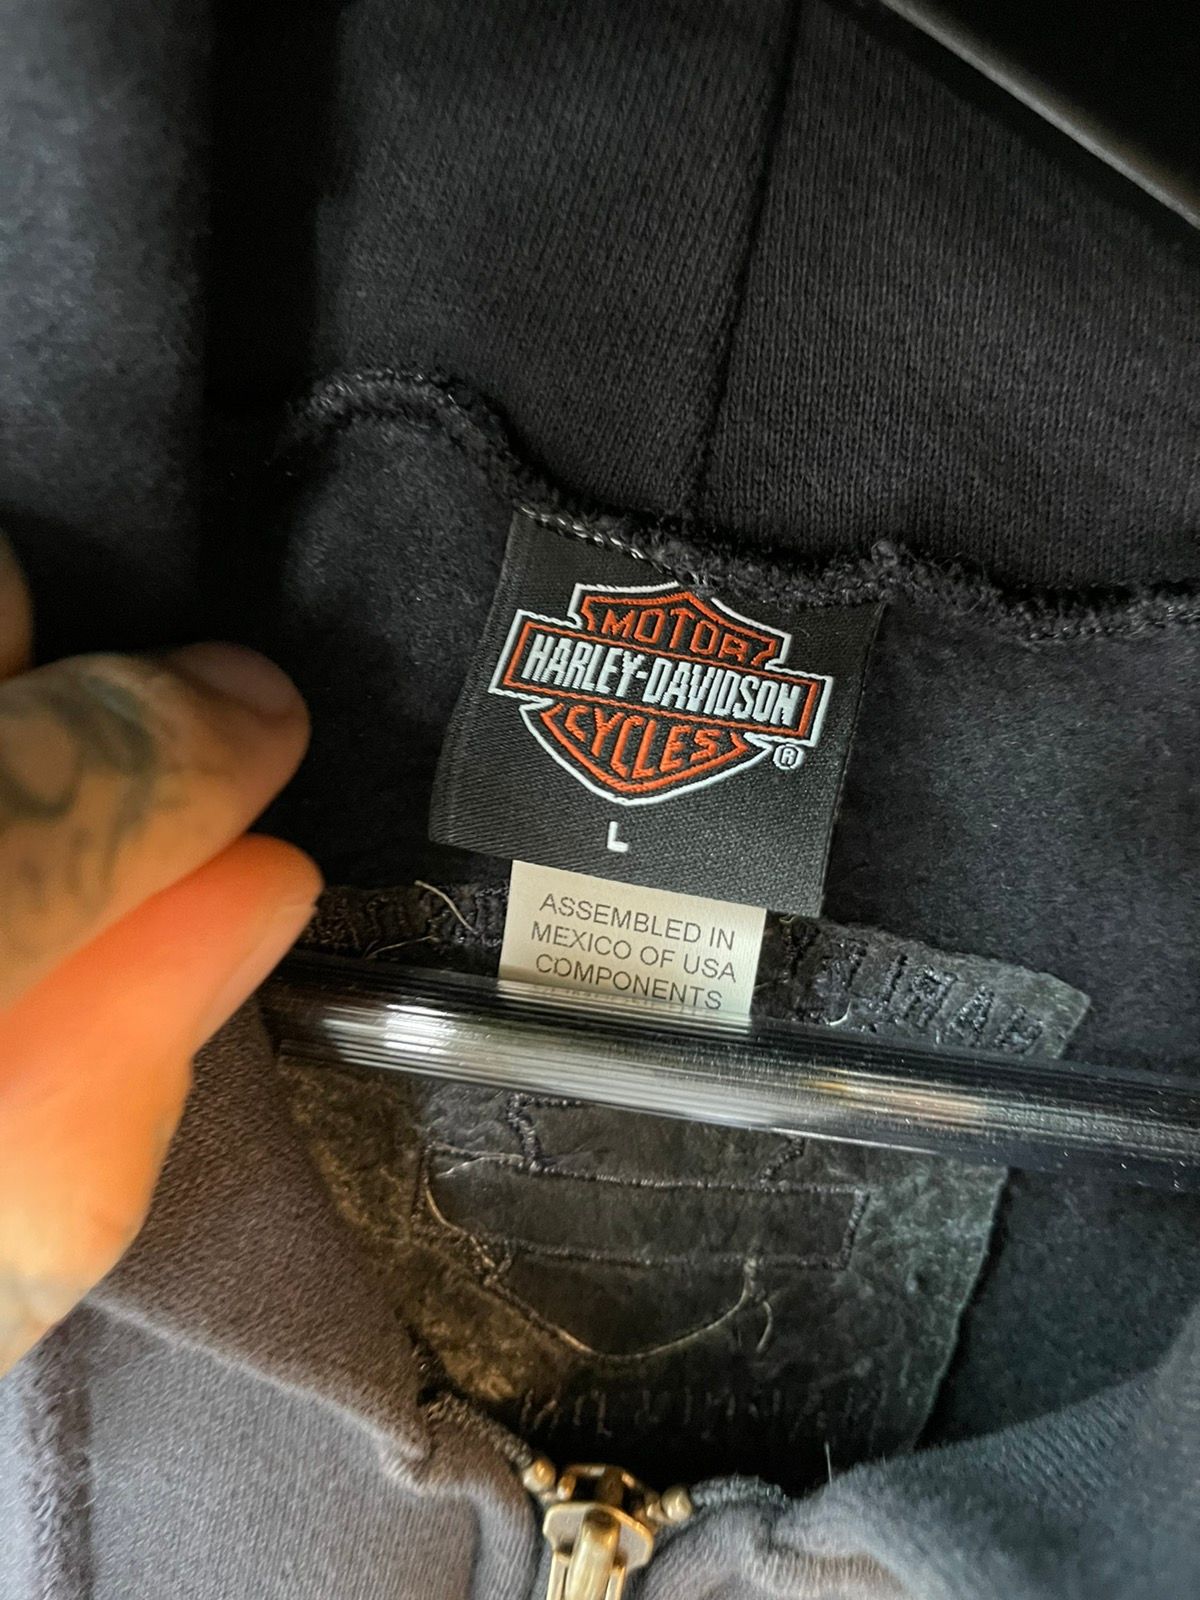 MOTOR
HARLEY-DAVIDSON
CYCLES
®
L
ASSEMBLED IN
MEXICO OF USA
COMPONENTS